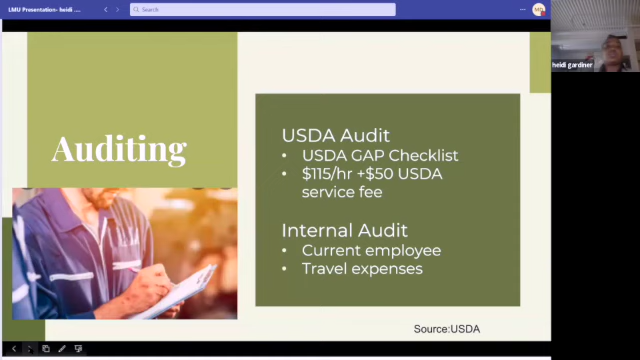 LMU Presentation- heidi ....
Search
MD
heidi gardiner
Auditing
USDA Audit
• USDA GAP Checklist
• $115/hr +$50 USDA
service fee
Internal Audit
• Current employee
• Travel expenses
Source:USDA